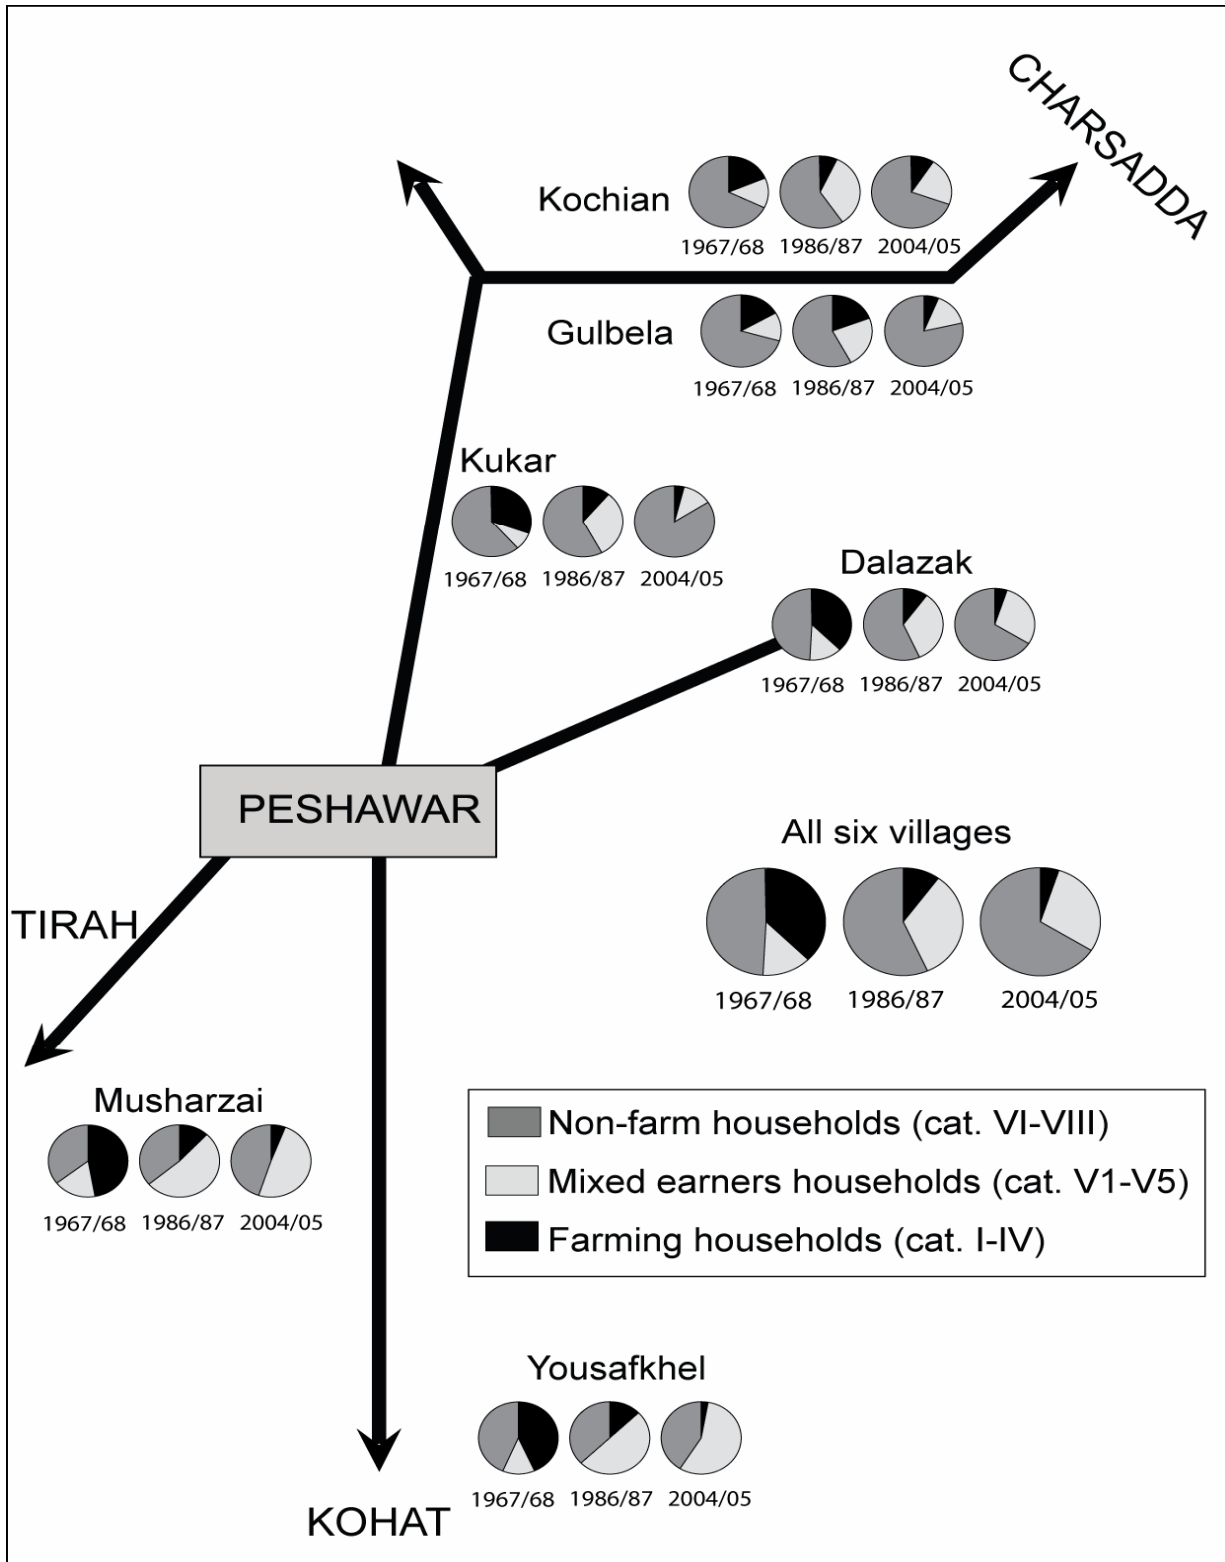 CHARSADDA
Kochian
1967/68 1986/87 2004/05
Gulbela
1967/68 1986/87 2004/05
Kukar
1967/68 1986/87 2004/05
Dalazak
1967/68 1986/87 2004/05
PESHAWAR
All six villages
1967/68 1986/87 2004/05
TIRAH
Musharzai
1967/68 1986/87 2004/05
Non-farm households (cat. VI-VIII)
Mixed earners households (cat. V1-V5)
Farming households (cat. I-IV)
Yousafkhel
1967/68 1986/87 2004/05
KOHAT